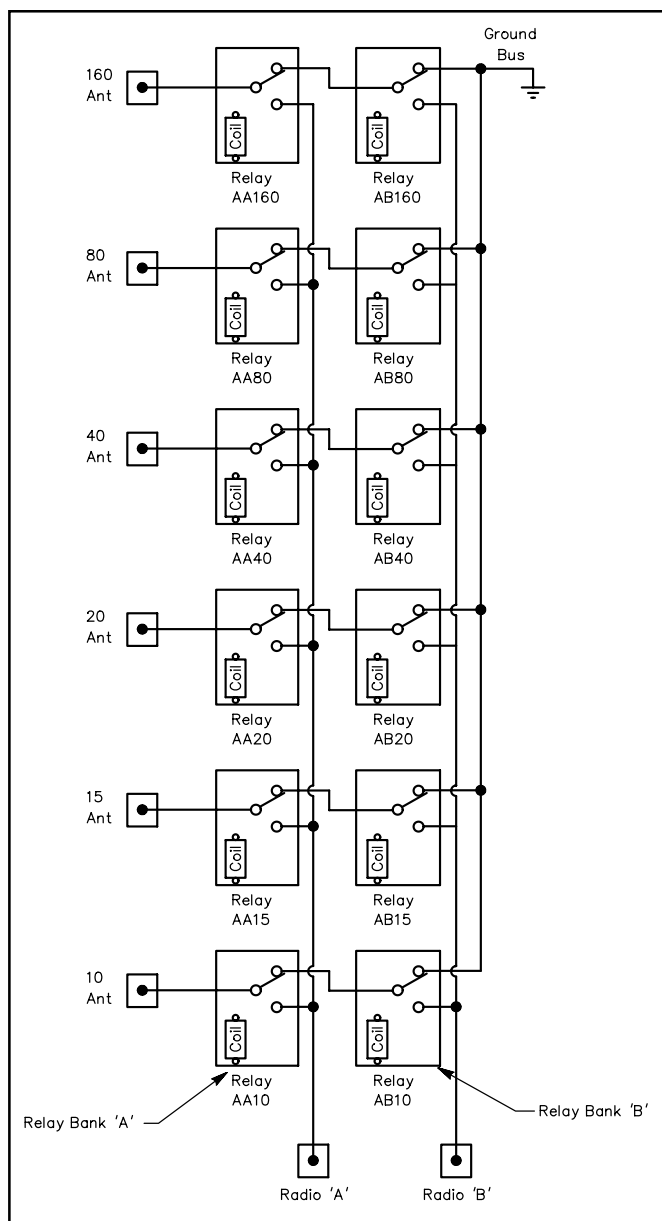 Ground
Bus
160
Ant
Coil
Coil
Relay
AA160
Relay
AB160
80
Ant
Coil
Coil
Relay
AA80
Relay
AB80
40
Ant
Coil
Coil
Relay
AA40
Relay
AB40
20
Ant
Coil
Coil
Relay
AA20
Relay
AB20
15
Ant
Coil
Coil
Relay
AA15
Relay
AB15
10
Ant
Coil
Coil
Relay
AA10
Relay
AB10
Relay Bank 'A'
Relay Bank 'B'
Radio 'A'
Radio 'B'